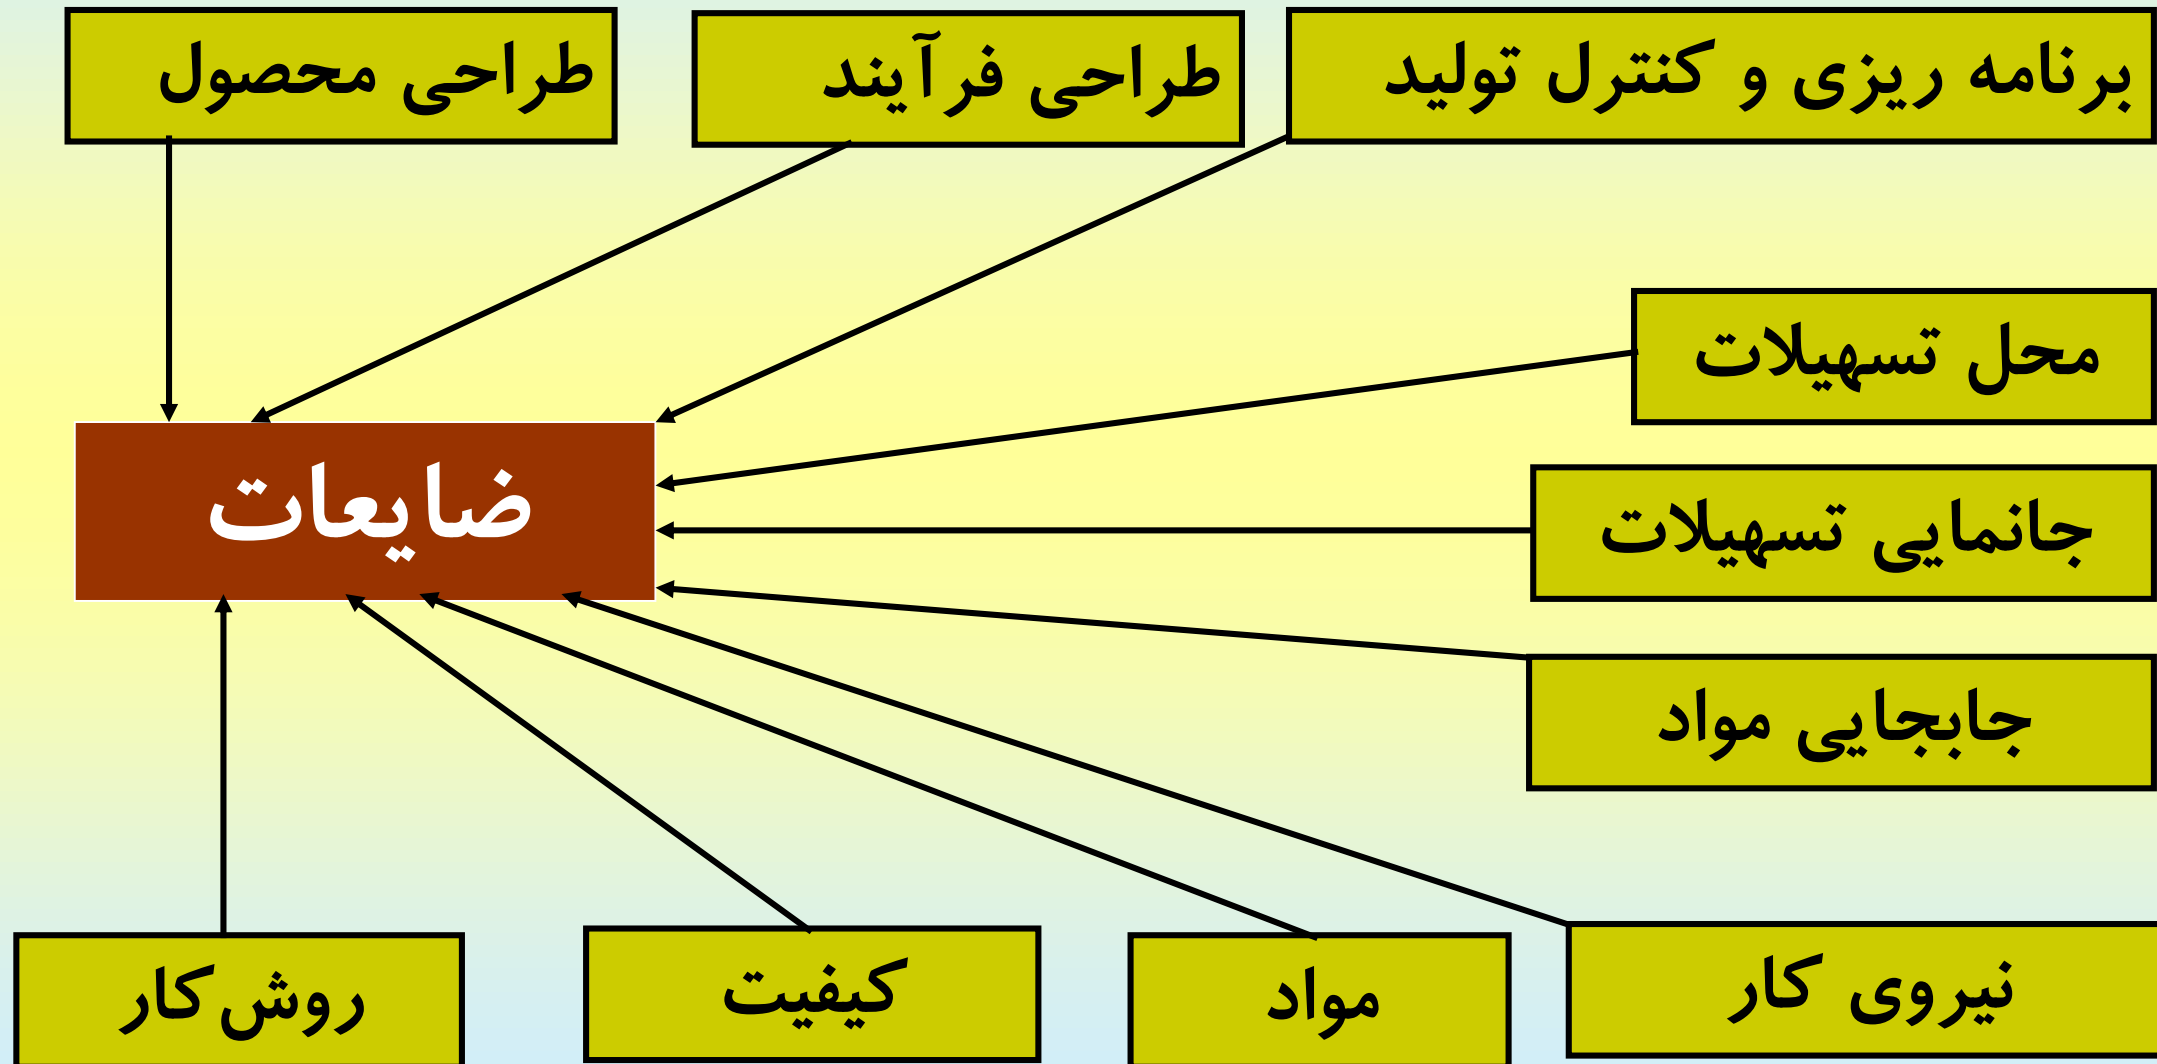 برنامه ریزی و کنترل تولید
طراحی فرآیند
طراحی محصول
محل تسهیلات
ضایعات
جانمایی تسهیلات
جابجایی مواد
نیروی کار
مواد
کیفیت
روش کار